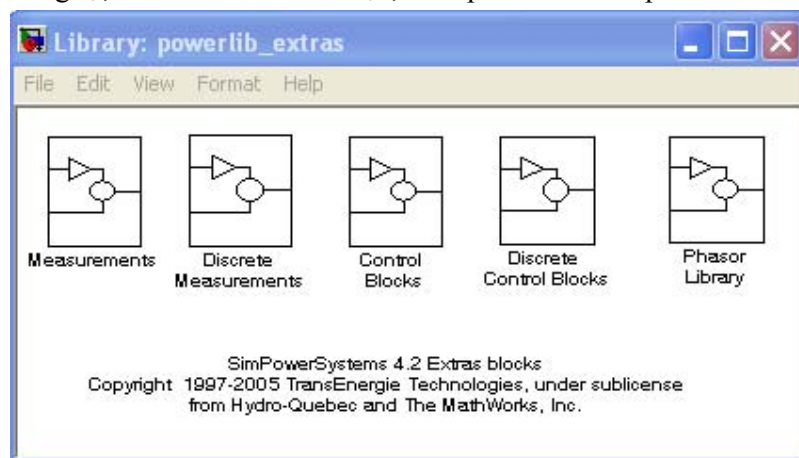 Library: powerlib_extras
File Edit View Format Help
Measurements
Discrete
Measurements
Control
Blocks
Discrete
Control Blocks
Phasor
Library
SimPowerSystems 4.2 Extras blocks
Copyright 1997-2005 TransEnergie Technologies, under sublicense
from Hydro-Quebec and The MathWorks, Inc.